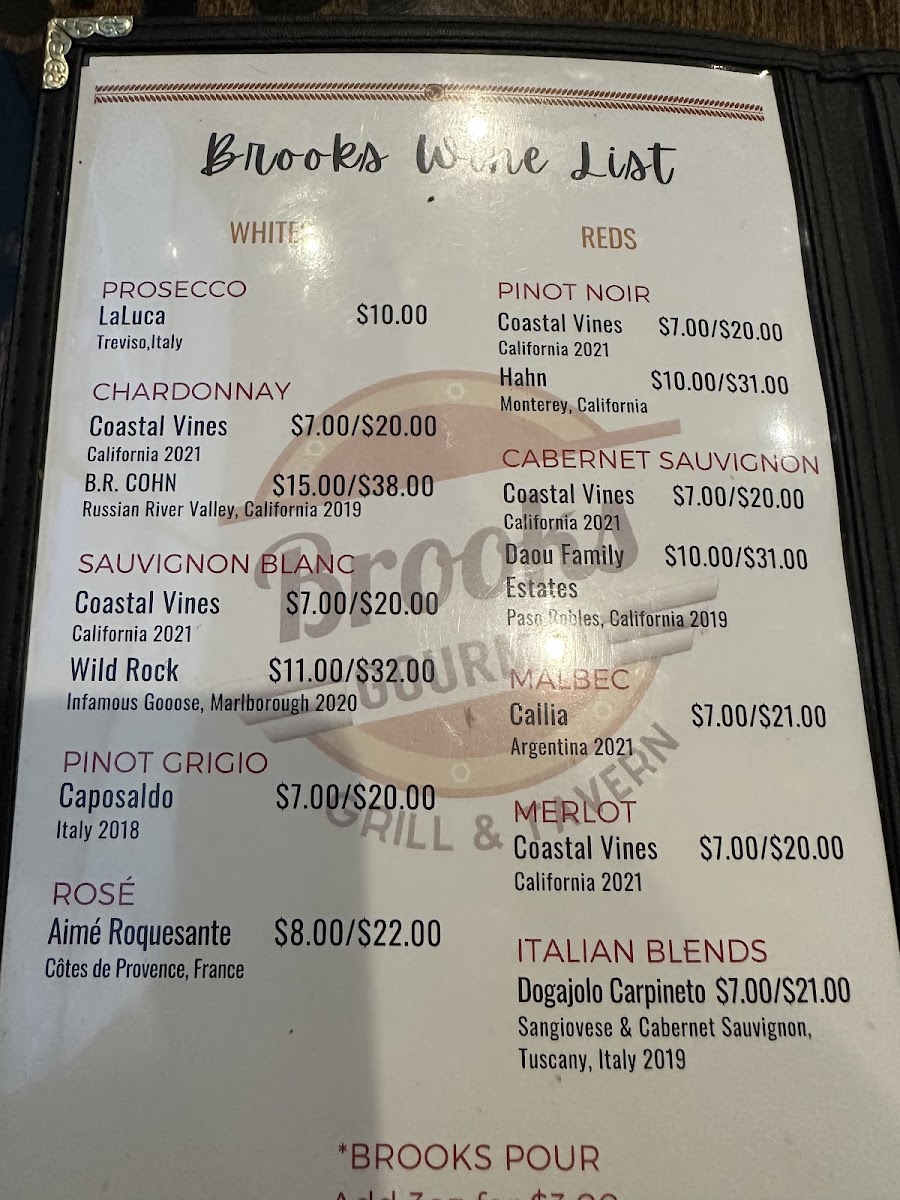 Brooks Wine List
WHITES
PROSECCO
LaLuca $10.00
Treviso,Italy
CHARDONNAY
Coastal Vines $7.00/$20.00
California 2021
B.R. COHN $15.00/$38.00
Russian River Valley, California 2019
SAUVIGNON BLANC
Coastal Vines $7.00/$20.00
California 2021
Wild Rock $11.00/$32.00
Infamous Gooose, Marlborough 2020
PINOT GRIGIO
Caposaldo $7.00/$20.00
Italy 2018
ROSÉ
Aimé Roquesante $8.00/$22.00
Côtes de Provence, France
REDS
PINOT NOIR
Coastal Vines $7.00/$20.00
California 2021
Hahn $10.00/$31.00
Monterey, California
CABERNET SAUVIGNON
Coastal Vines $7.00/$20.00
California 2021
Daou Family $10.00/$31.00
Estates
Paso Robles, California 2019
MALBEC
Cailia $7.00/$21.00
Argentina 2021
MERLOT
Coastal Vines $7.00/$20.00
California 2021
ITALIAN BLENDS
Dogajolo Carpineto $7.00/$21.00
Sangiovese & Cabernet Sauvignon,
Tuscany, Italy 2019
Brooks
GOURMET
GRILL & TAVERN
*BROOKS POUR